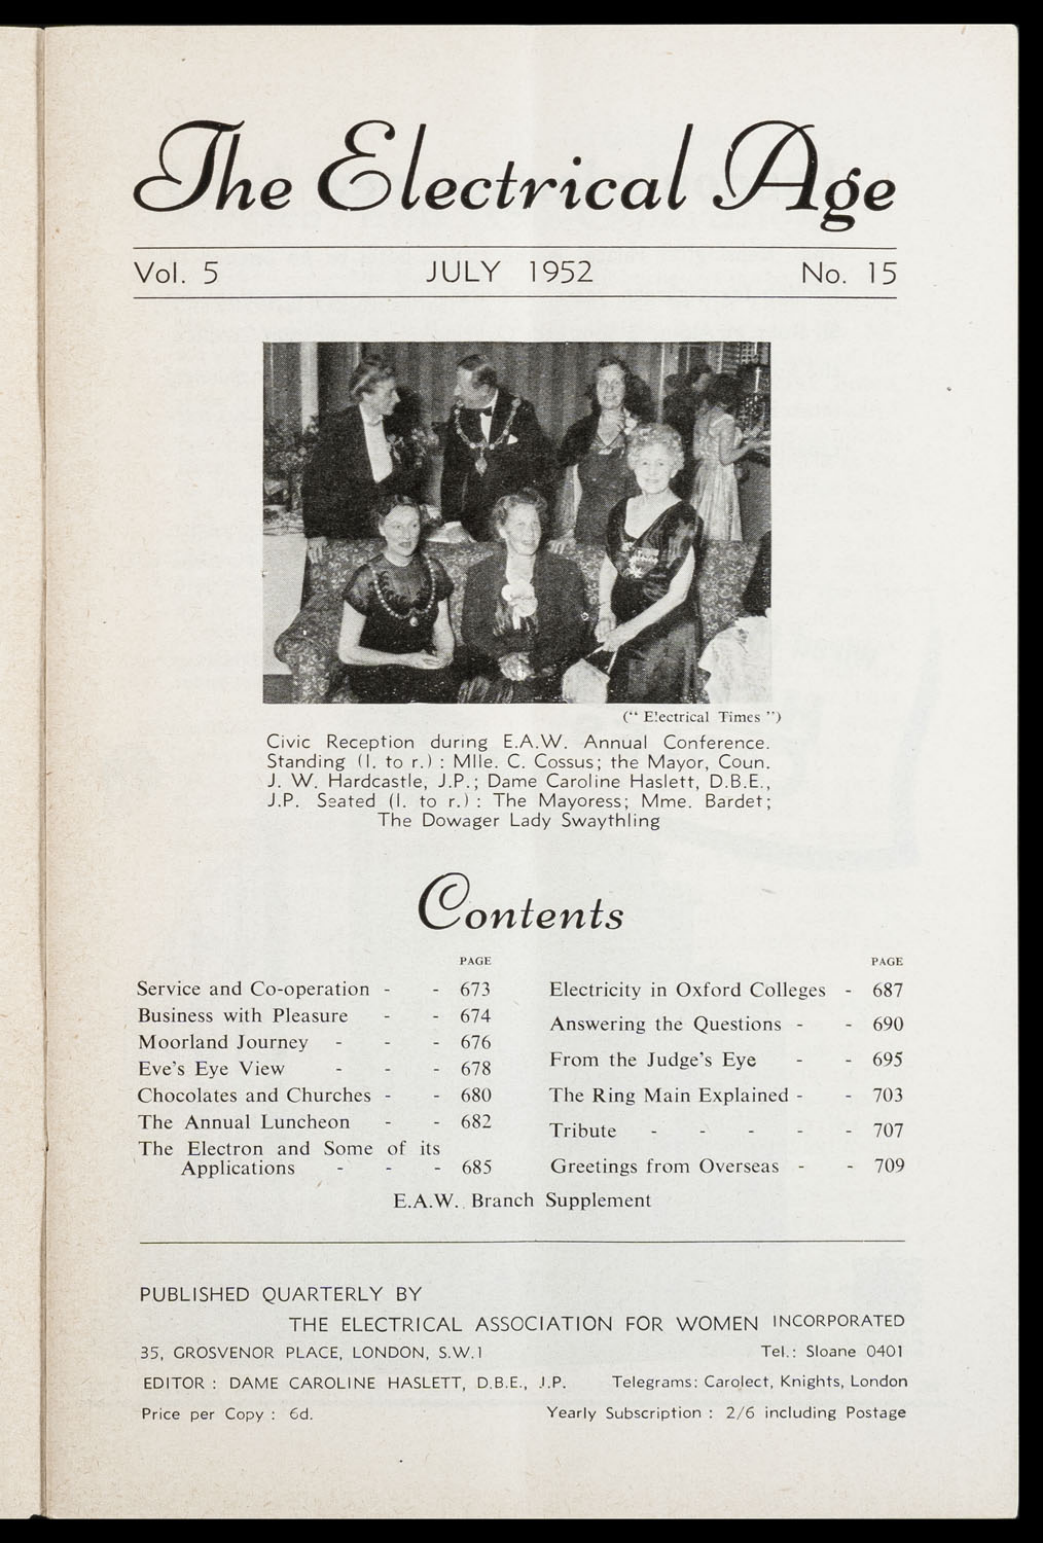 The Electrical Age
Vol. 5 JULY 1952 No. 15
(“ Electrical Times ”)
Civic Reception during E.A.W. Annual Conference.
Standing (l. to r.) : Mlle. C. Cossus; the Mayor, Coun.
J. W. Hardcastle, J.P.; Dame Caroline Haslett, D.B.E.,
J.P. Seated (l. to r.) : The Mayoress; Mme. Bardet;
The Dowager Lady Swaythling
Contents
PAGE
Service and Co-operation - - 673
Business with Pleasure - - 674
Moorland Journey - - - 676
Eve's Eye View - - - 678
Chocolates and Churches - - 680
The Annual Luncheon - - 682
The Electron and Some of its
Applications - - - 685
PAGE
Electricity in Oxford Colleges - 687
Answering the Questions - - 690
From the Judge's Eye - - 695
The Ring Main Explained - - 703
Tribute - - - - - 707
Greetings from Overseas - - 709
E.A.W. Branch Supplement
PUBLISHED QUARTERLY BY
THE ELECTRICAL ASSOCIATION FOR WOMEN INCORPORATED
35, GROSVENOR PLACE, LONDON, S.W.1 Tel.: Sloane 0401
EDITOR : DAME CAROLINE HASLETT, D.B.E., J.P. Telegrams: Carolect, Knights, London
Price per Copy : 6d. Yearly Subscription : 2/6 including Postage